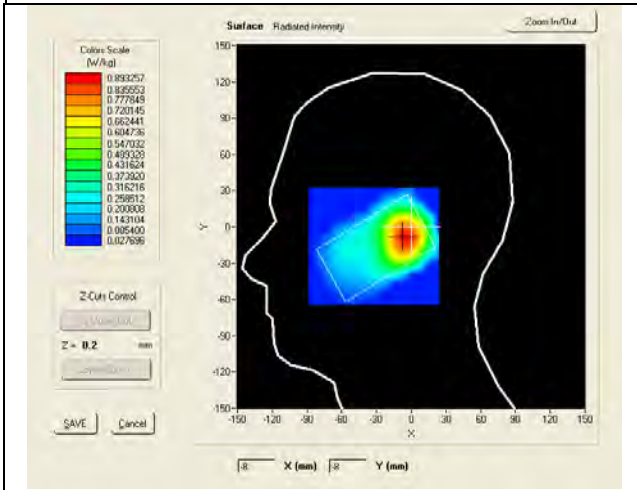 Surface Radiated Intensity
Zoom In/Out
Colors Scale
(W/kg)
0.893257
0.835553
0.777849
0.720145
0.662441
0.604736
0.547032
0.489328
0.431624
0.373920
0.316216
0.258512
0.200808
0.143104
0.085400
0.027696
150
120
90
60
30
0
-30
-60
-90
-120
-150
Y
-150 -120 -90 -60 -30 0 30 60 90 120 150
X
Z-Cuts Control
Z = 0.2 mm
SAVE Cancel
-8 X (mm) -8 Y (mm)